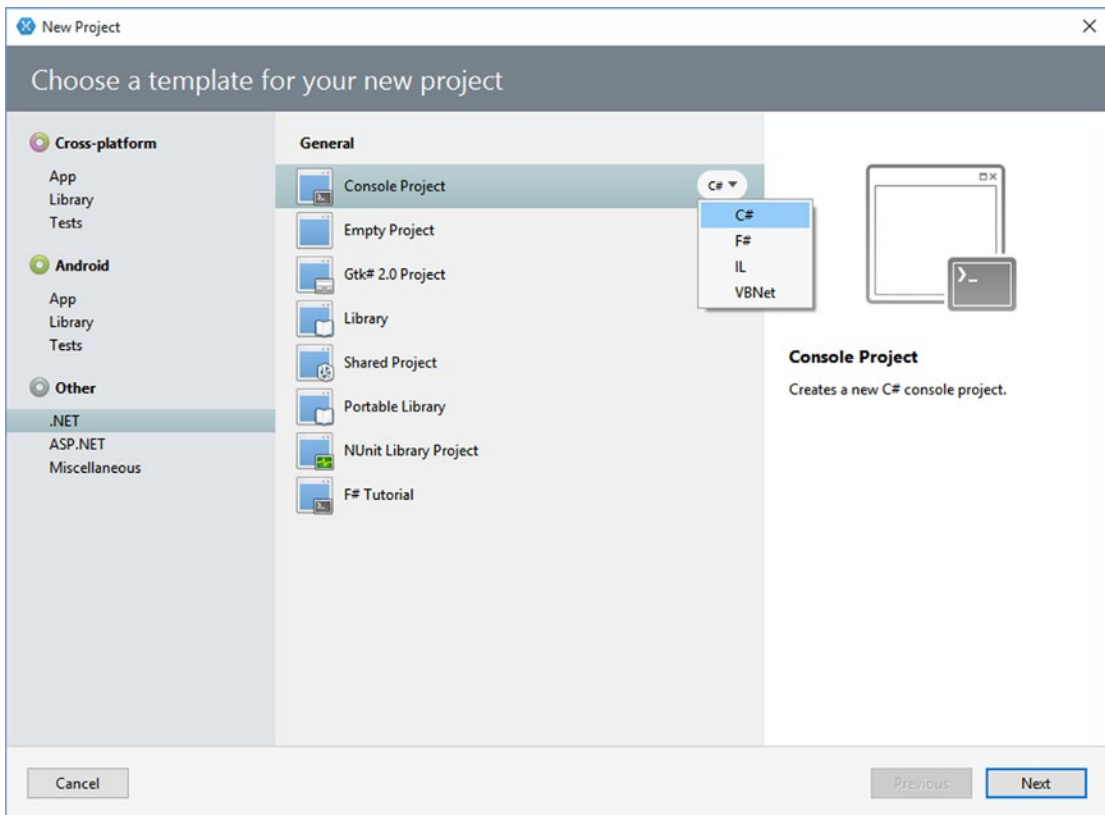 New Project
Choose a template for your new project
Cross-platform
App
Library
Tests
Android
App
Library
Tests
Other
.NET
ASP.NET
Miscellaneous
General
Console Project
C#
C#
F#
IL
VBNet
Empty Project
Gtk# 2.0 Project
Library
Shared Project
Portable Library
NUnit Library Project
F# Tutorial
Console Project
Creates a new C# console project.
Cancel
Previous
Next